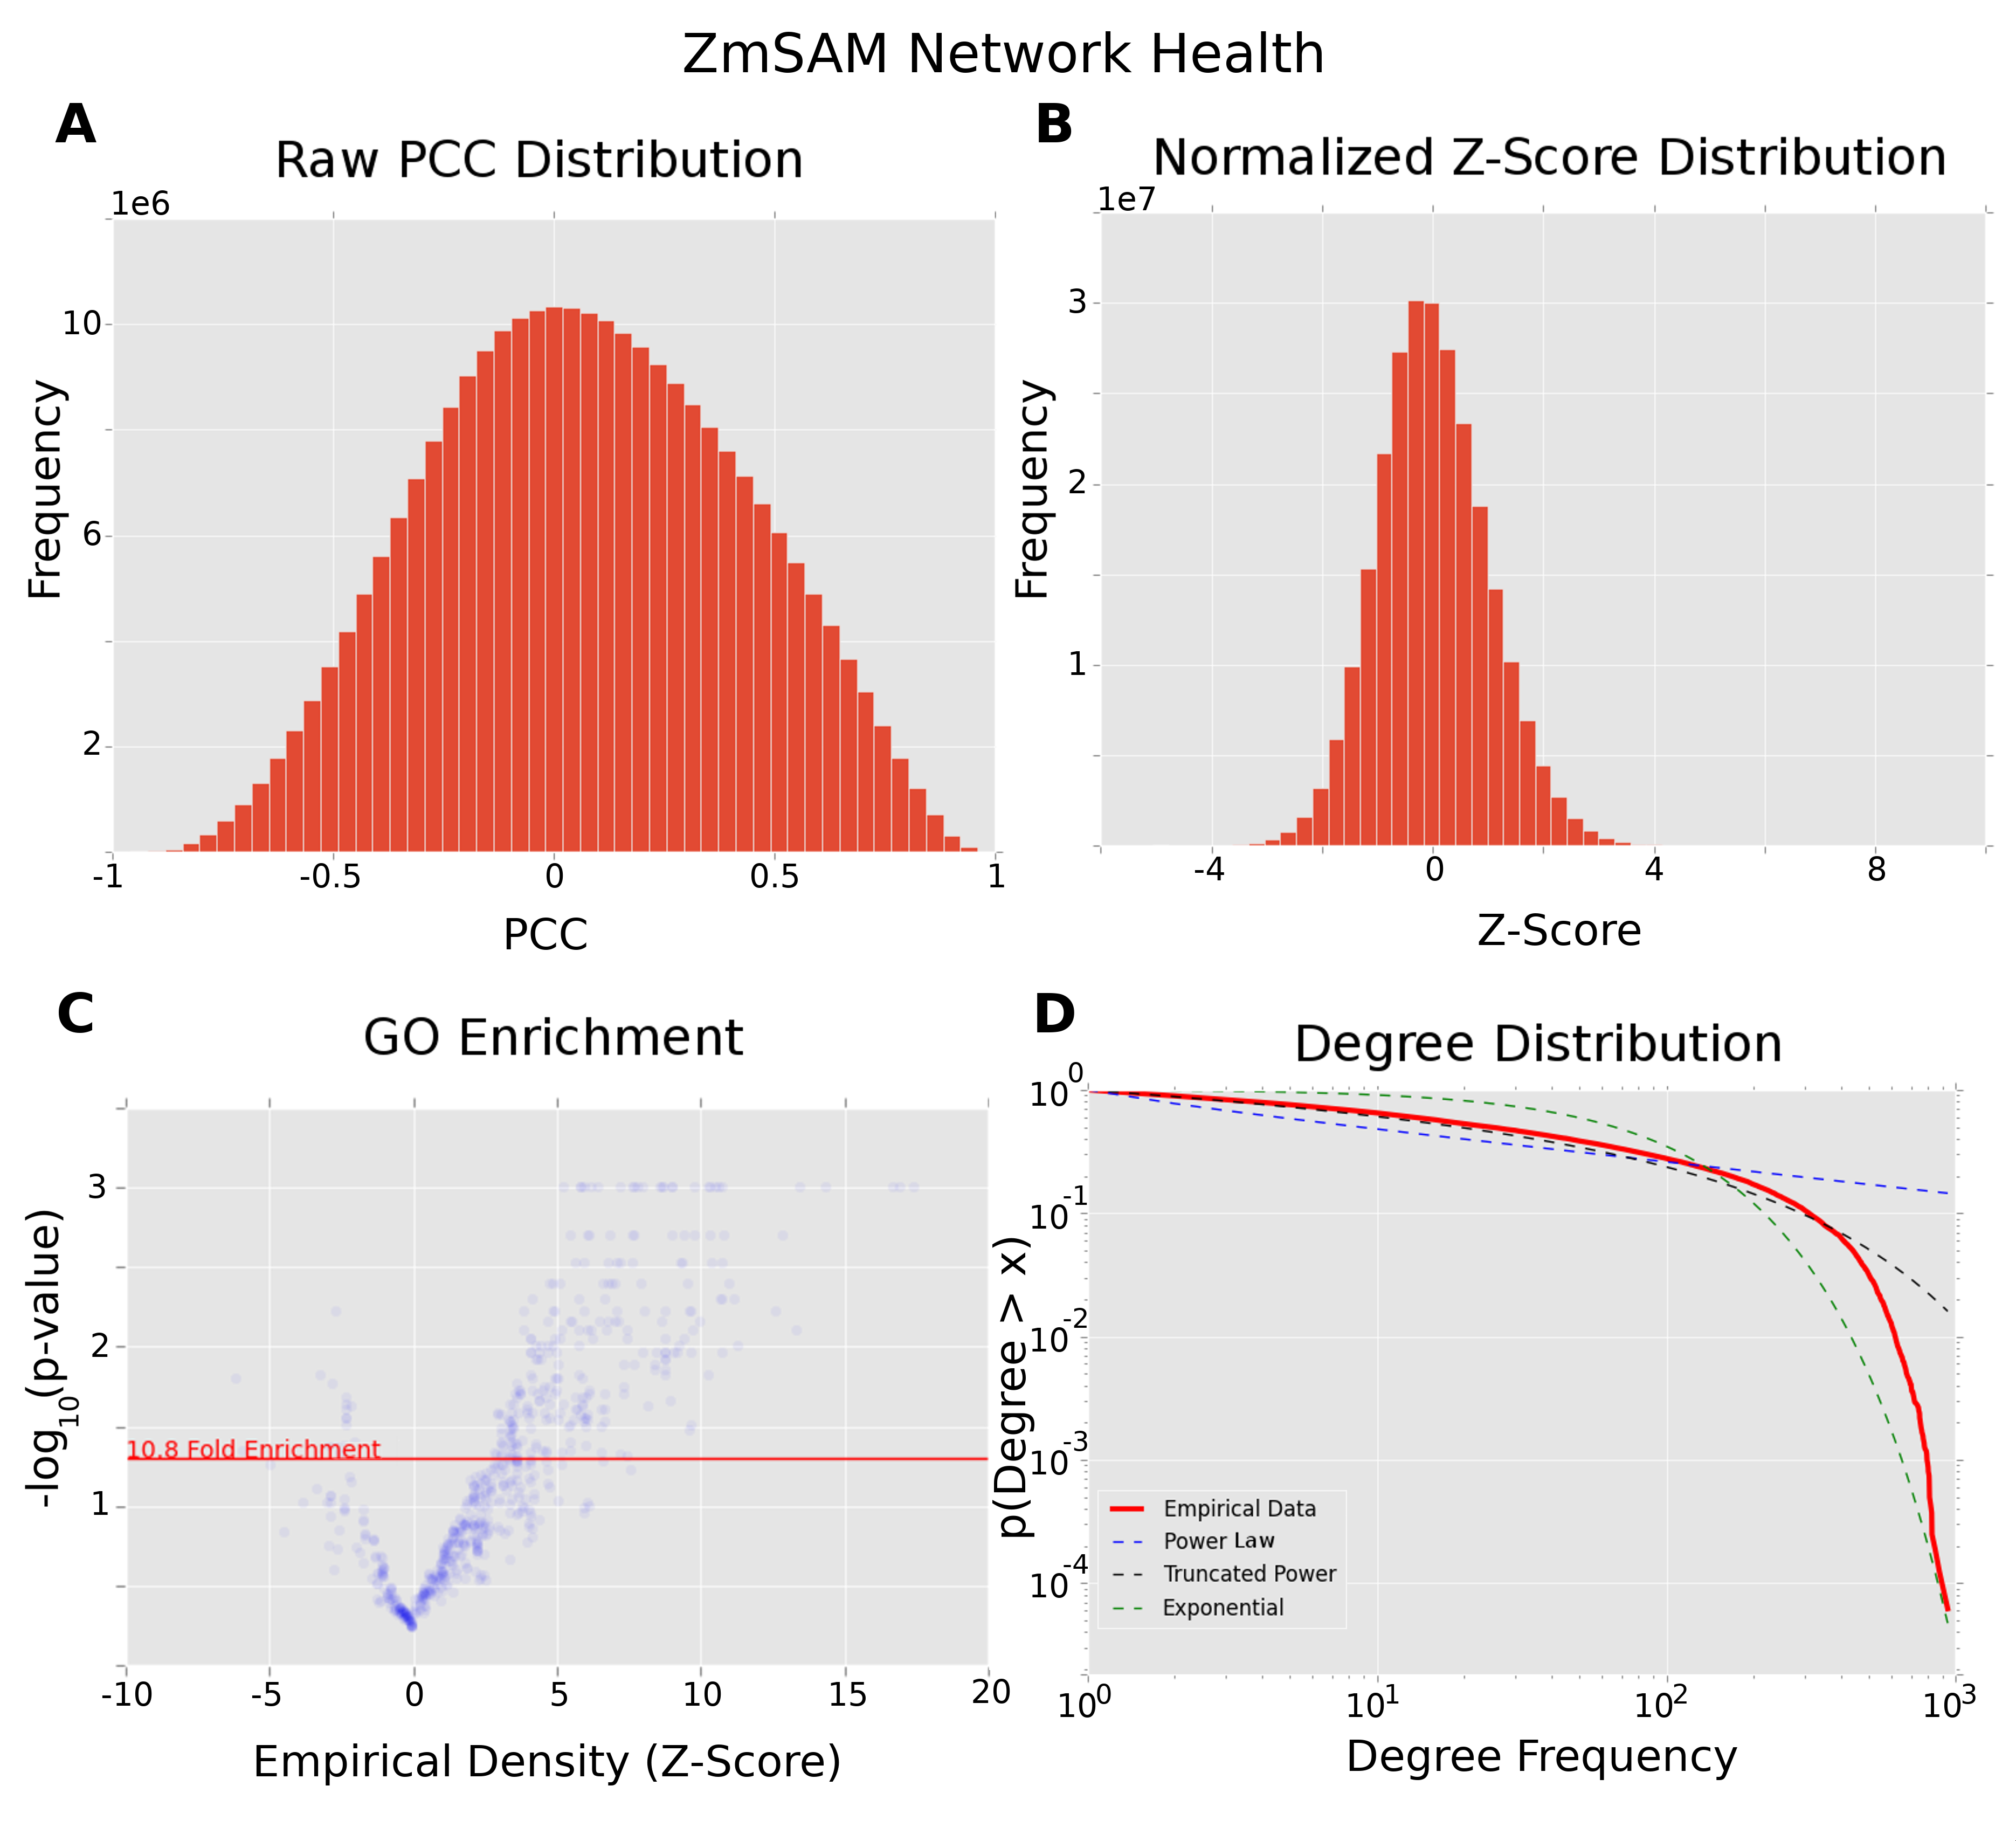 ZmSAM Network Health
A
Raw PCC Distribution
1e6
10
6
2
Frequency
-1 -0.5 0 0.5 1
PCC
B
Normalized Z-Score Distribution
1e7
3
2
1
Frequency
-4 0 4 8
Z-Score
C
GO Enrichment
3
2
1
-log10(p-value)
10.8 Fold Enrichment
-10 -5 0 5 10 15 20
Empirical Density (Z-Score)
D
Degree Distribution
10^0
10^-1
10^-2
10^-3
10^-4
p(Degree > x)
Empirical Data
Power Law
Truncated Power
Exponential
10^0 10^1 10^2 10^3
Degree Frequency